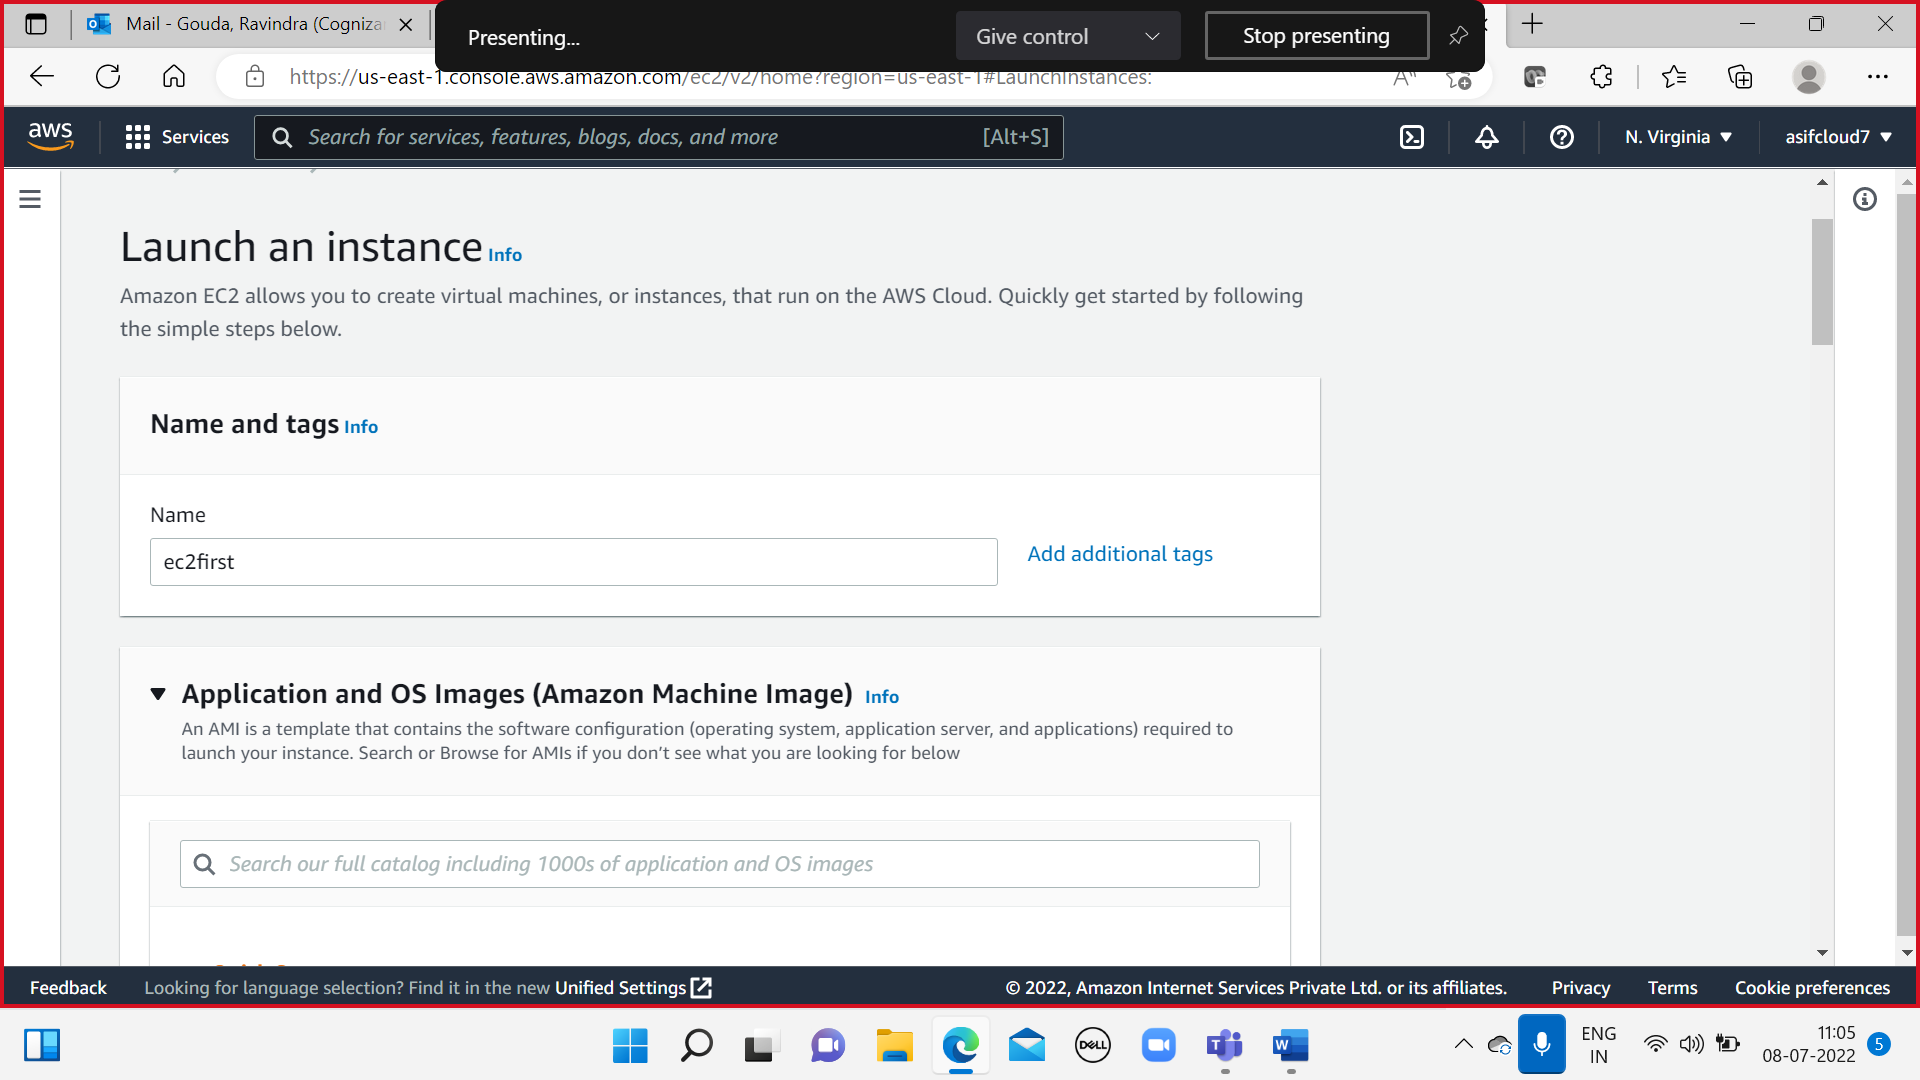 Mail - Gouda, Ravindra (Cogniza
Presenting...
Give control
Stop presenting
https://us-east-1.console.aws.amazon.com/ec2/v2/home?region=us-east-1#LaunchInstances:
aws
Services
Search for services, features, blogs, docs, and more
[Alt+S]
N. Virginia
asifcloud7
Launch an instance Info
Amazon EC2 allows you to create virtual machines, or instances, that run on the AWS Cloud. Quickly get started by following
the simple steps below.
Name and tags Info
Name
ec2first
Add additional tags
Application and OS Images (Amazon Machine Image) Info
An AMI is a template that contains the software configuration (operating system, application server, and applications) required to
launch your instance. Search or Browse for AMIs if you don’t see what you are looking for below
Search our full catalog including 1000s of application and OS images
Feedback
Looking for language selection? Find it in the new Unified Settings
© 2022, Amazon Internet Services Private Ltd. or its affiliates.
Privacy
Terms
Cookie preferences
DELL
ENG
IN
11:05
08-07-2022
5